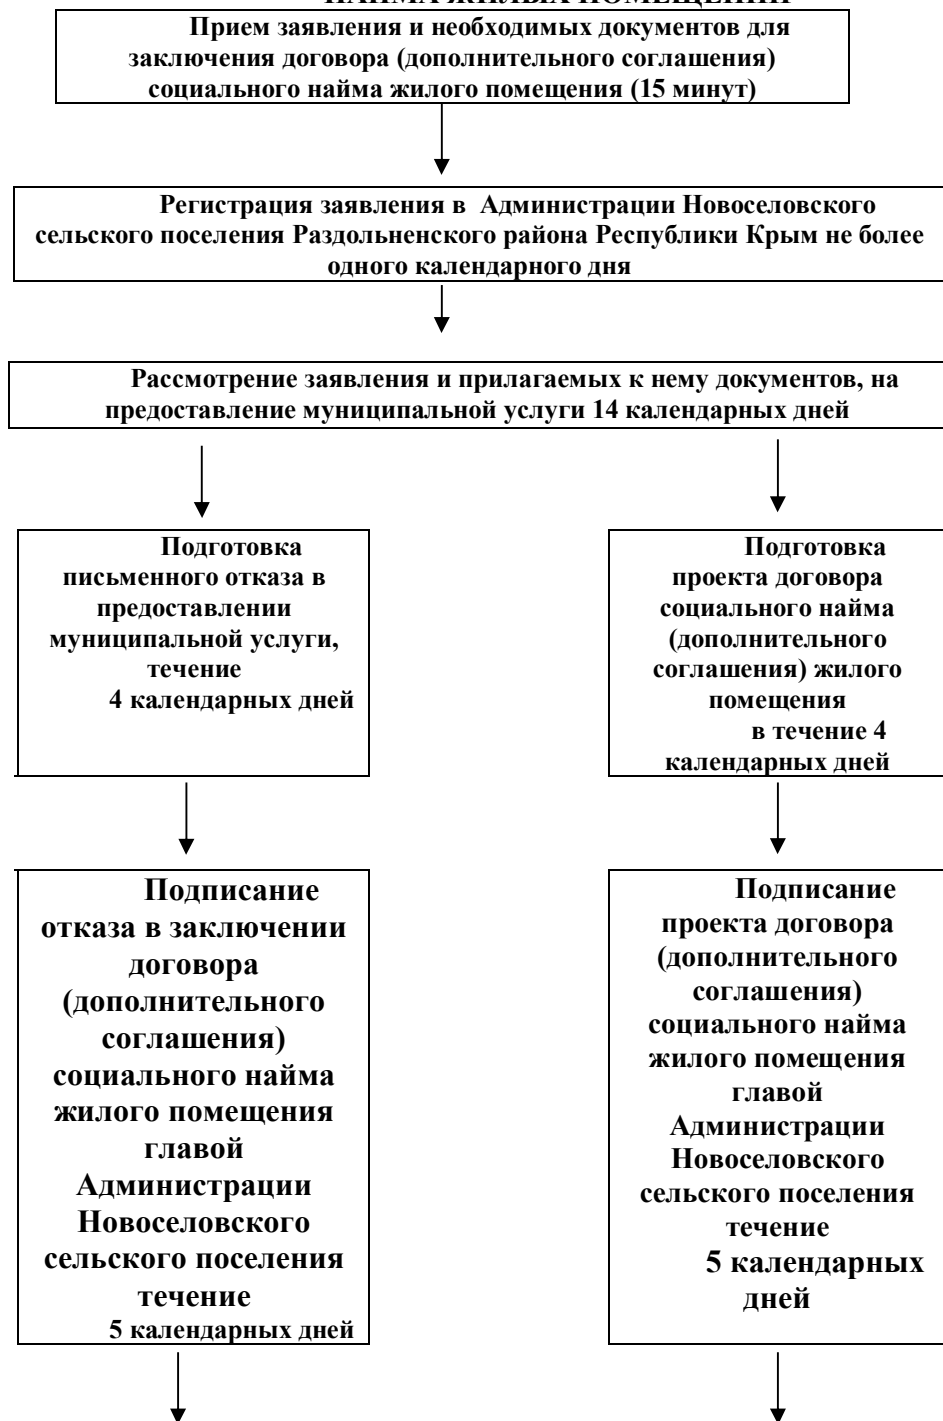 НАЙМА ЖИЛЫХ ПОМЕЩЕНИЙ
Прием заявления и необходимых документов для
заключения договора (дополнительного соглашения)
социального найма жилого помещения (15 минут)
Регистрация заявления в Администрации Новоселовского
сельского поселения Раздольненского района Республики Крым не более
одного календарного дня
Рассмотрение заявления и прилагаемых к нему документов, на
предоставление муниципальной услуги 14 календарных дней
Подготовка
письменного отказа в
предоставлении
муниципальной услуги,
течение
4 календарных дней
Подготовка
проекта договора
социального найма
(дополнительного
соглашения) жилого
помещения
в течение 4
календарных дней
Подписание
отказа в заключении
договора
(дополнительного
соглашения)
социального найма
жилого помещения
главой
Администрации
Новоселовского
сельского поселения
течение
5 календарных дней
Подписание
проекта договора
(дополнительного
соглашения)
социального найма
жилого помещения
главой
Администрации
Новоселовского
сельского поселения
течение
5 календарных
дней